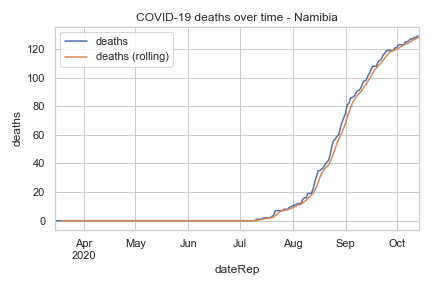 COVID-19 deaths over time - Namibia
deaths
deaths (rolling)
120
100
80
60
40
20
0
deaths
Apr May Jun Jul Aug Sep Oct
2020
dateRep